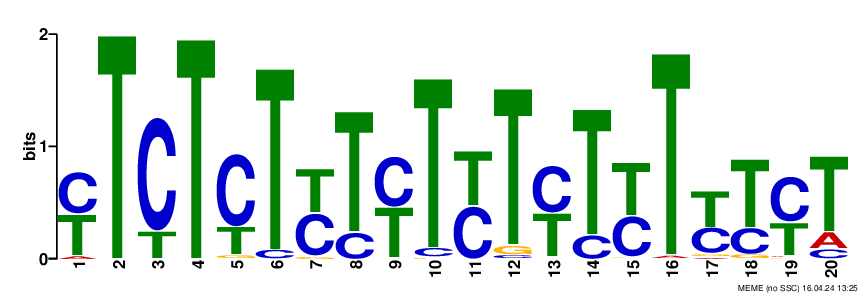 2
1
0
bits
C T C T C T T T C T T T C T T T T T C T
T T T C C C T C C G T C C T C C T A
A G G C G A G C
1 2 3 4 5 6 7 8 9 10 11 12 13 14 15 16 17 18 19 20
MEME (no SSC) 16.04.24 13:25